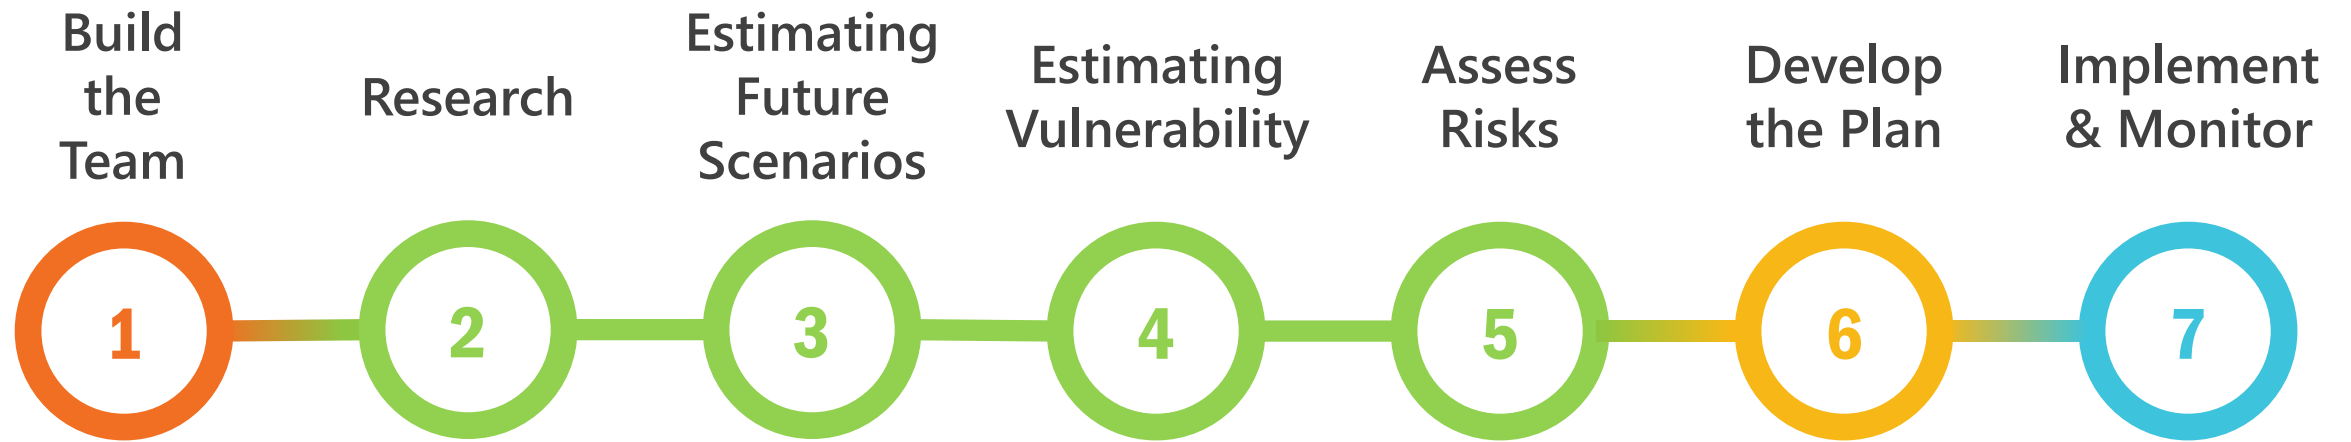 Build
the
Team
Research
Estimating
Future
Scenarios
Estimating
Vulnerability
Assess
Risks
Develop
the Plan
Implement
& Monitor
1
2
3
4
5
6
7